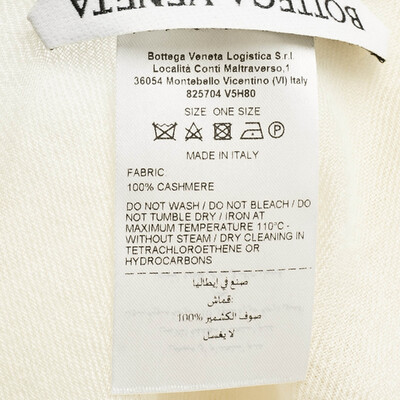 BOTTEGA VENETA
Bottega Veneta Logistica S.r.l.
Località Conti Maltraverso,1
36054 Montebello Vicentino (VI) Italy
825704 V5H80
SIZE ONE SIZE
P
MADE IN ITALY
FABRIC
100% CASHMERE
DO NOT WASH / DO NOT BLEACH / DO
NOT TUMBLE DRY / IRON AT
MAXIMUM TEMPERATURE 110°C -
WITHOUT STEAM / DRY CLEANING IN
TETRACHLOROETHENE OR
HYDROCARBONS
صنع في إيطاليا
قماش:
صوف الكشمير 100%
لا يغسل